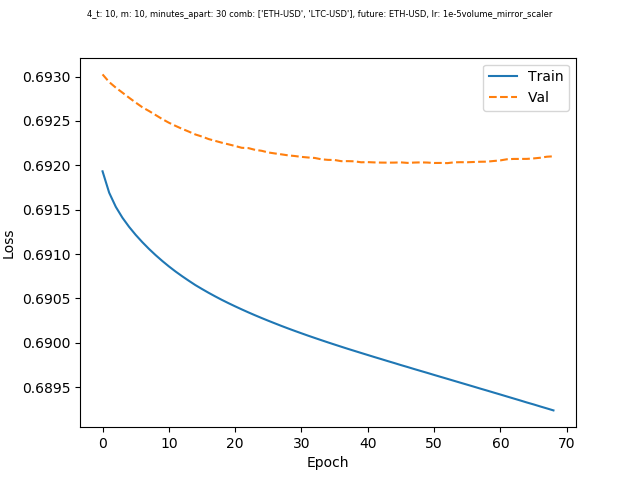 4_t: 10, m: 10, minutes_apart: 30 comb: ['ETH-USD', 'LTC-USD'], future: ETH-USD, lr: 1e-5volume_mirror_scaler
Train
Val
0.6930
0.6925
0.6920
0.6915
0.6910
0.6905
0.6900
0.6895
Loss
0 10 20 30 40 50 60 70
Epoch